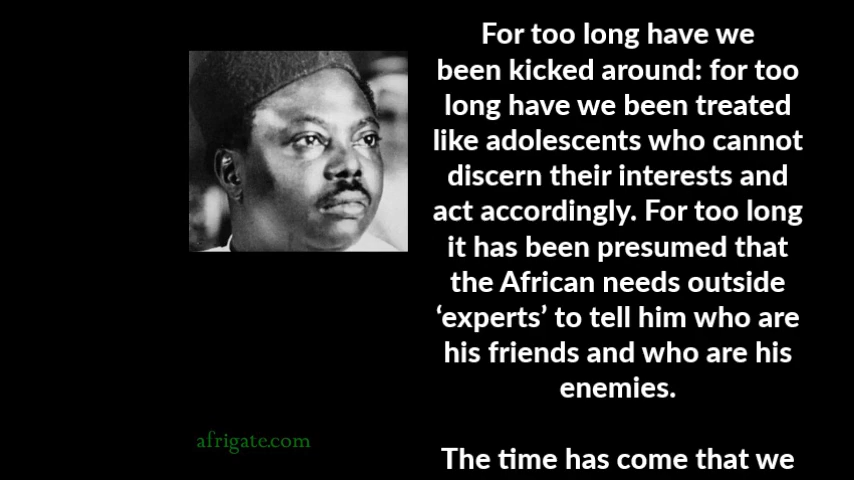 For too long have we
been kicked around: for too
long have we been treated
like adolescents who cannot
discern their interests and
act accordingly. For too long
it has been presumed that
the African needs outside
‘experts’ to tell him who are
his friends and who are his
enemies.
The time has come that we
afrigate.com